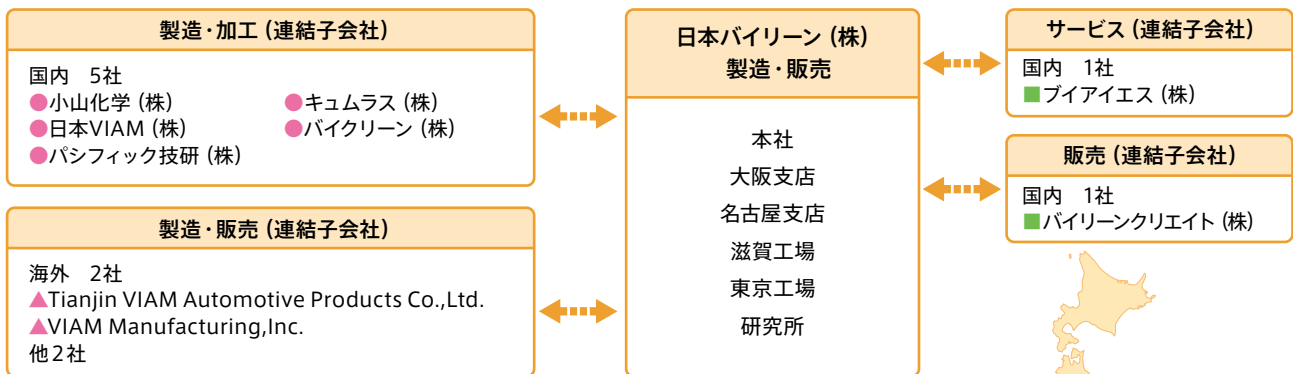 製造・加工（連結子会社）
国内　5社
●小山化学（株）
●キュムラス（株）
●日本VIAM（株）
●バイクリーン（株）
●パシフィック技研（株）
製造・販売（連結子会社）
海外　2社
▲Tianjin VIAM Automotive Products Co.,Ltd.
▲VIAM Manufacturing,Inc.
他2社
日本バイリーン（株）
製造・販売
本社
大阪支店
名古屋支店
滋賀工場
東京工場
研究所
サービス（連結子会社）
国内　1社
■ブイアイエス（株）
販売（連結子会社）
国内　1社
■バイリーンクリエイト（株）